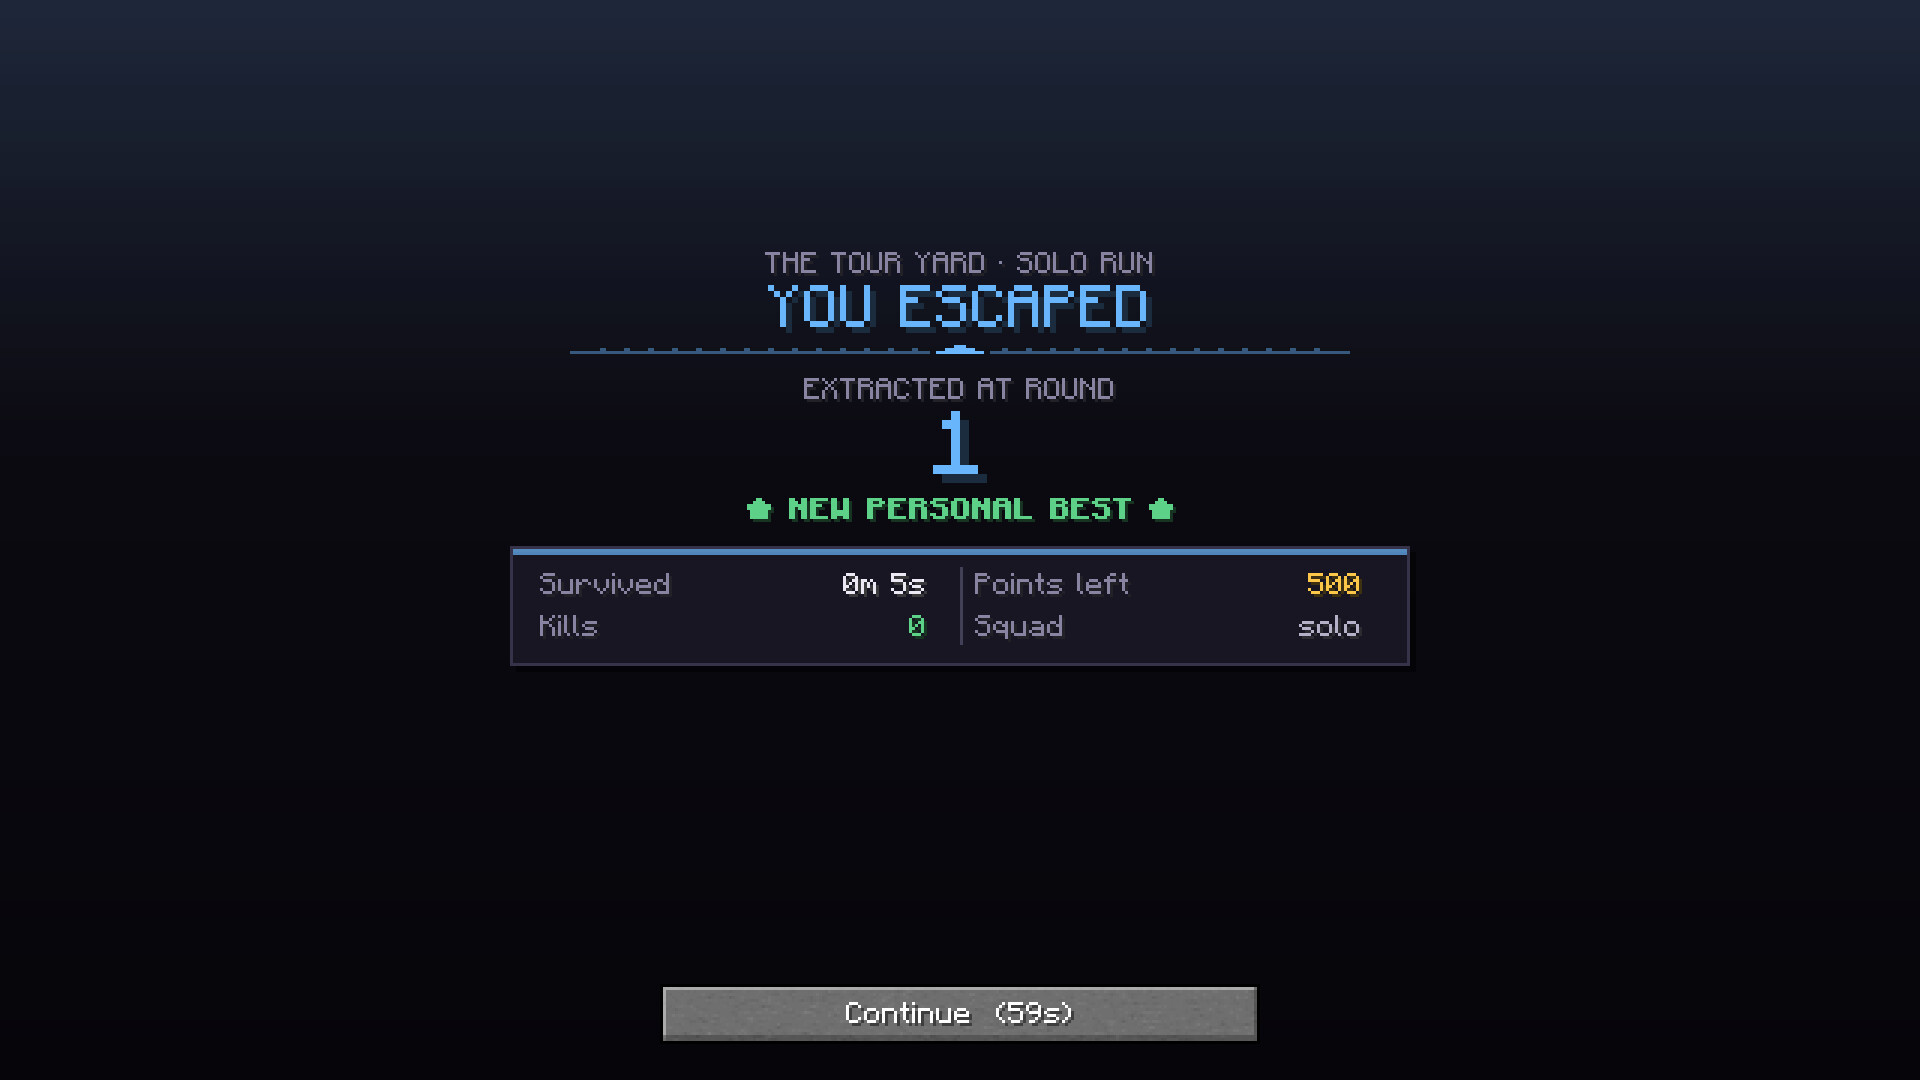 THE TOUR YARD · SOLO RUN
YOU ESCAPED
EXTRACTED AT ROUND
1
NEW PERSONAL BEST
Survived 0m 5s Points left 500
Kills 0 Squad solo
Continue (59s)